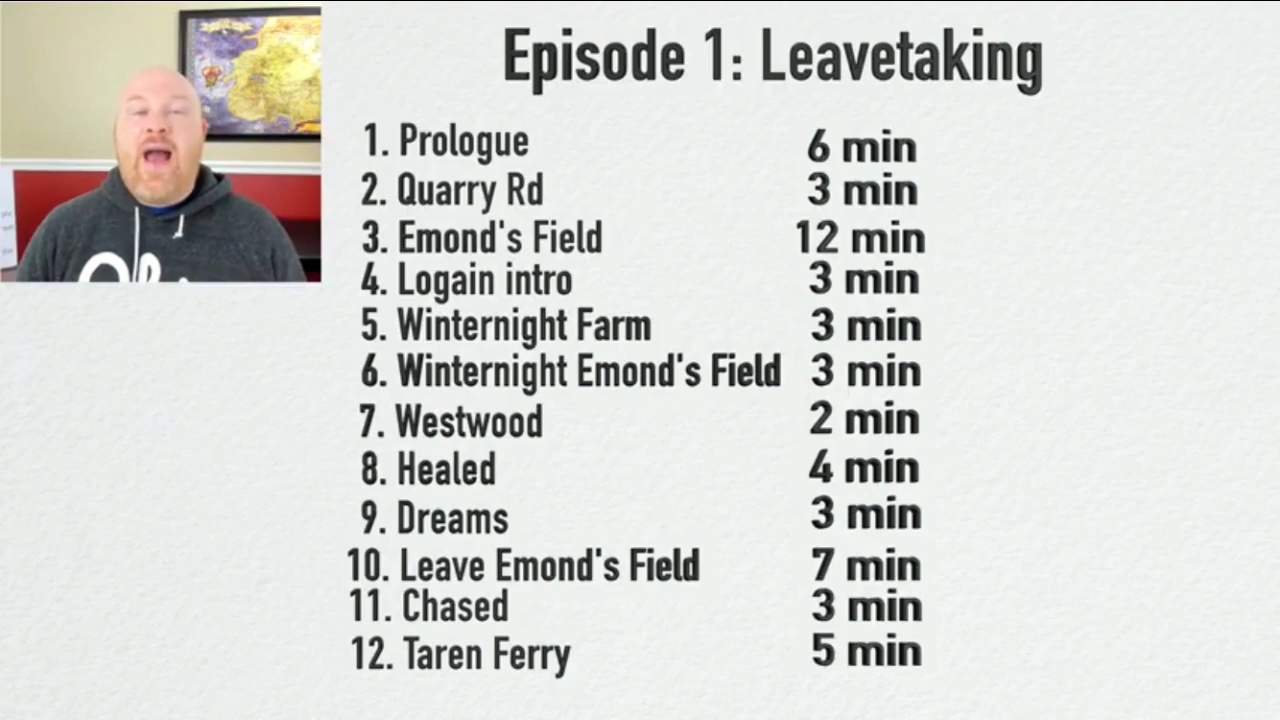 Episode 1: Leavetaking
1. Prologue 6 min
2. Quarry Rd 3 min
3. Emond's Field 12 min
4. Logain intro 3 min
5. Winternight Farm 3 min
6. Winternight Emond's Field 3 min
7. Westwood 2 min
8. Healed 4 min
9. Dreams 3 min
10. Leave Emond's Field 7 min
11. Chased 3 min
12. Taren Ferry 5 min